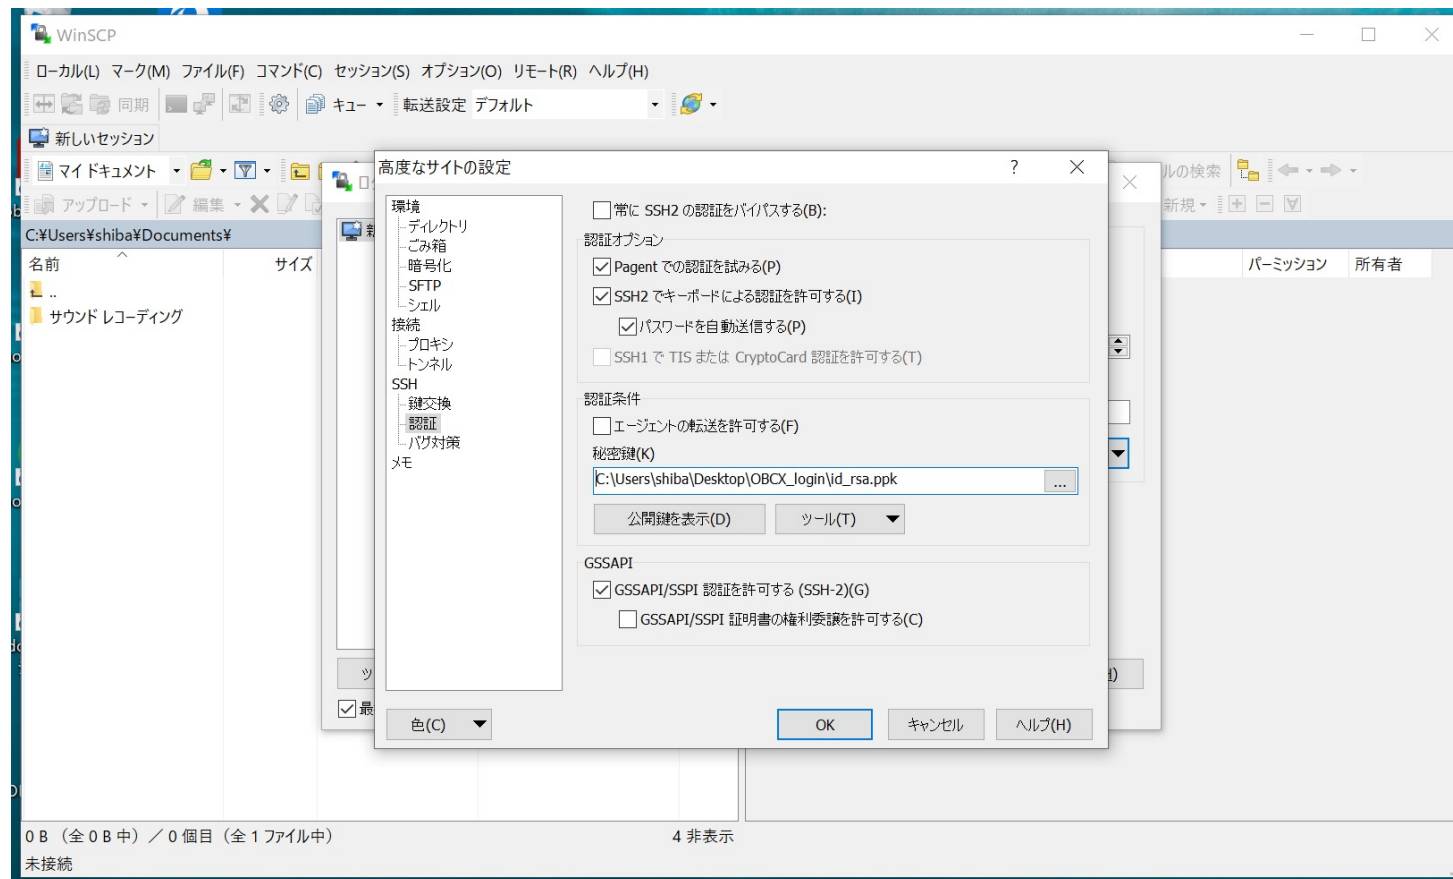 WinSCP
ローカル(L) マーク(M) ファイル(F) コマンド(C) セッション(S) オプション(O) リモート(R) ヘルプ(H)
同期 キュー 転送設定 デフォルト
新しいセッション
マイ ドキュメント
ルの検索
アップロード 編集
新規
C:¥Users¥shiba¥Documents¥
名前 サイズ
パーミッション 所有者
..
サウンド レコーディング
高度なサイトの設定 ?
環境
ディレクトリ
ごみ箱
暗号化
SFTP
シェル
接続
プロキシ
トンネル
SSH
鍵交換
認証
バグ対策
メモ
常に SSH2 の認証をバイパスする(B):
認証オプション
Pagent での認証を試みる(P)
SSH2 でキーボードによる認証を許可する(I)
パスワードを自動送信する(P)
SSH1 で TIS または CryptoCard 認証を許可する(T)
認証条件
エージェントの転送を許可する(F)
秘密鍵(K)
C:\Users\shiba\Desktop\OBCX_login\id_rsa.ppk ...
公開鍵を表示(D) ツール(T)
GSSAPI
GSSAPI/SSPI 認証を許可する (SSH-2)(G)
GSSAPI/SSPI 証明書の権利委譲を許可する(C)
色(C) OK キャンセル ヘルプ(H)
最
0 B （全 0 B 中）／ 0 個目（全 1 ファイル中）
4 非表示
未接続